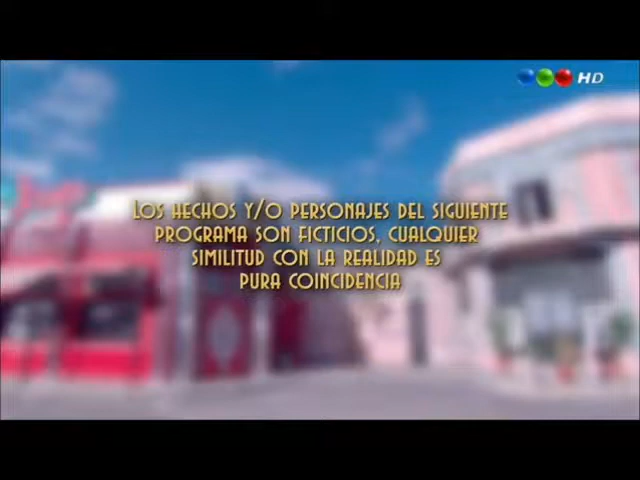 HD
LOS HECHOS Y/O PERSONAJES DEL SIGUIENTE
PROGRAMA SON FICTICIOS, CUALQUIER
SIMILITUD CON LA REALIDAD ES
PURA COINCIDENCIA